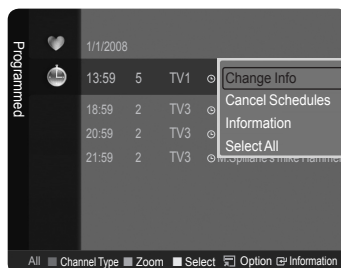 Programmed
1/1/2008
13:59 5 TV1
Change Info
Cancel Schedules
Information
Select All
18:59 2 TV3
20:59 2 TV3
21:59 2 TV3
All Channel Type Zoom Select Option Information